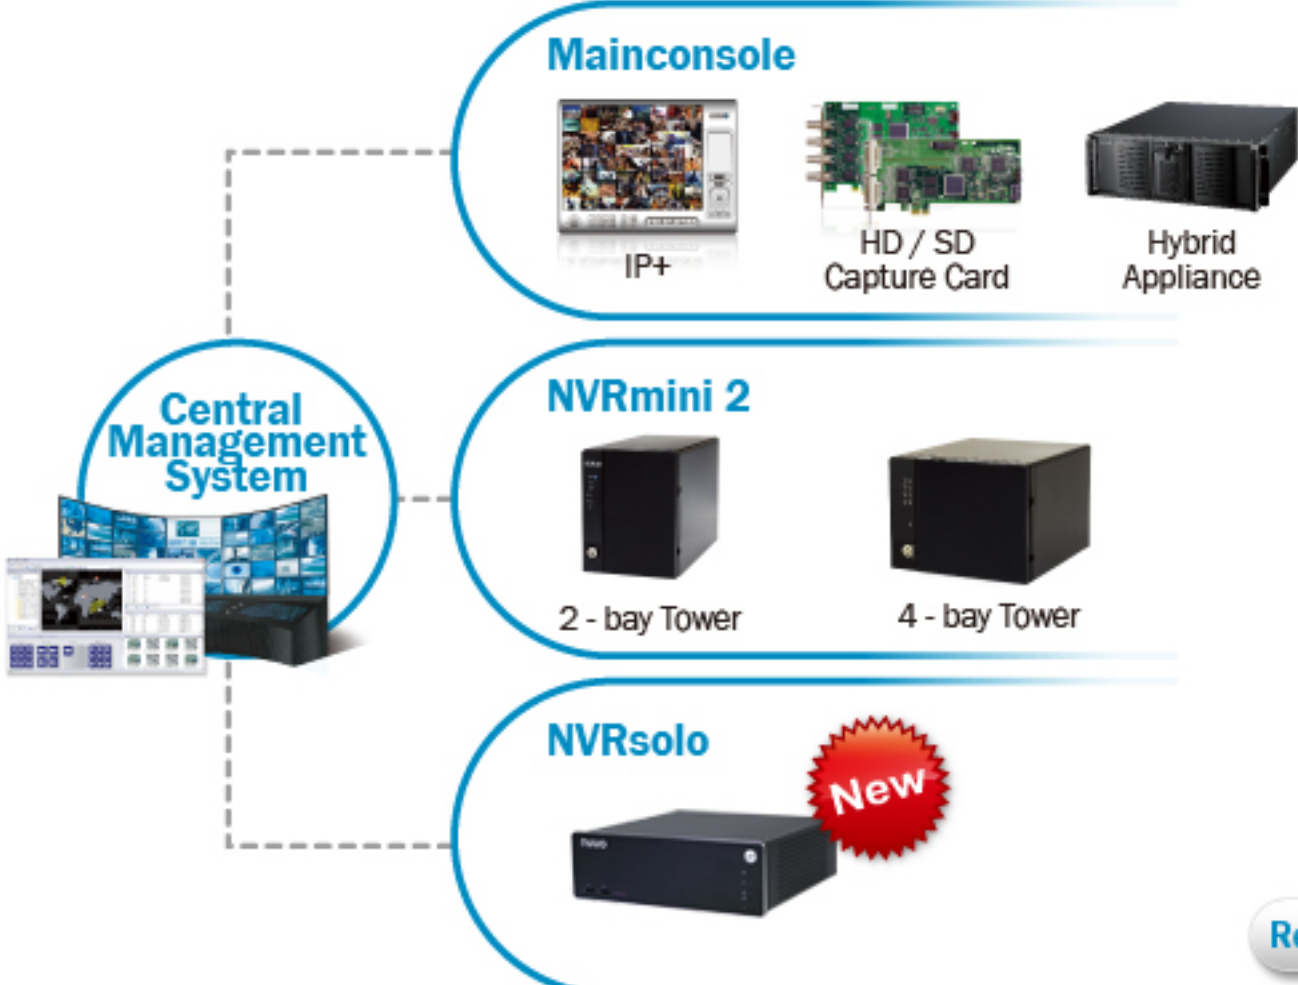 Mainconsole
IP+
HD / SD
Capture Card
Hybrid
Appliance
Central
Management
System
NVRmini 2
2 - bay Tower
4 - bay Tower
NVRsolo
New
nuuo